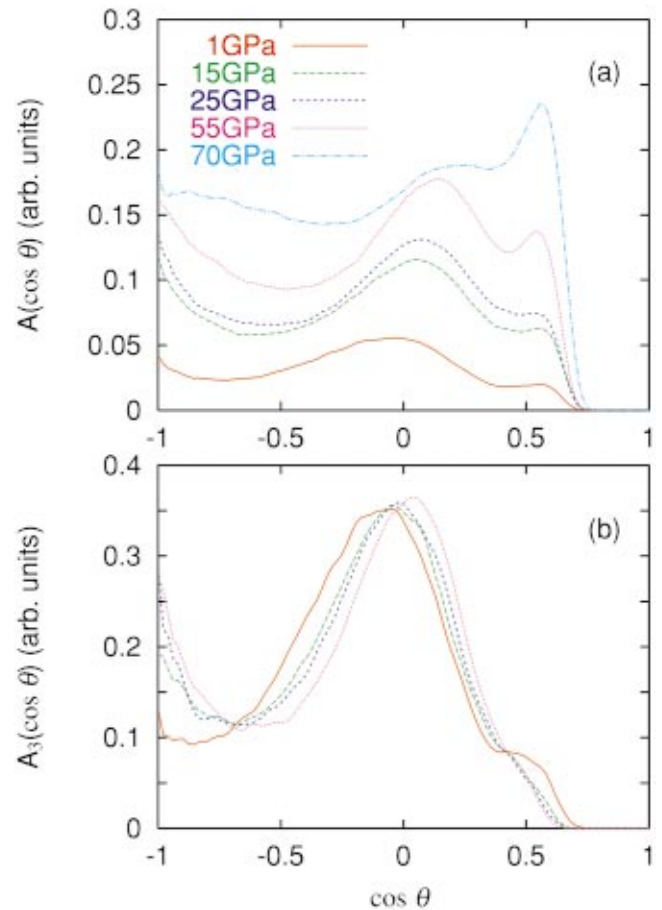 0.3
1GPa
15GPa
25GPa
55GPa
70GPa
(a)
0.25
0.2
0.15
0.1
0.05
0
A(cos θ) (arb. units)
-1 -0.5 0 0.5 1
0.4
(b)
0.3
0.2
0.1
0
A₃(cos θ) (arb. units)
-1 -0.5 0 0.5 1
cos θ